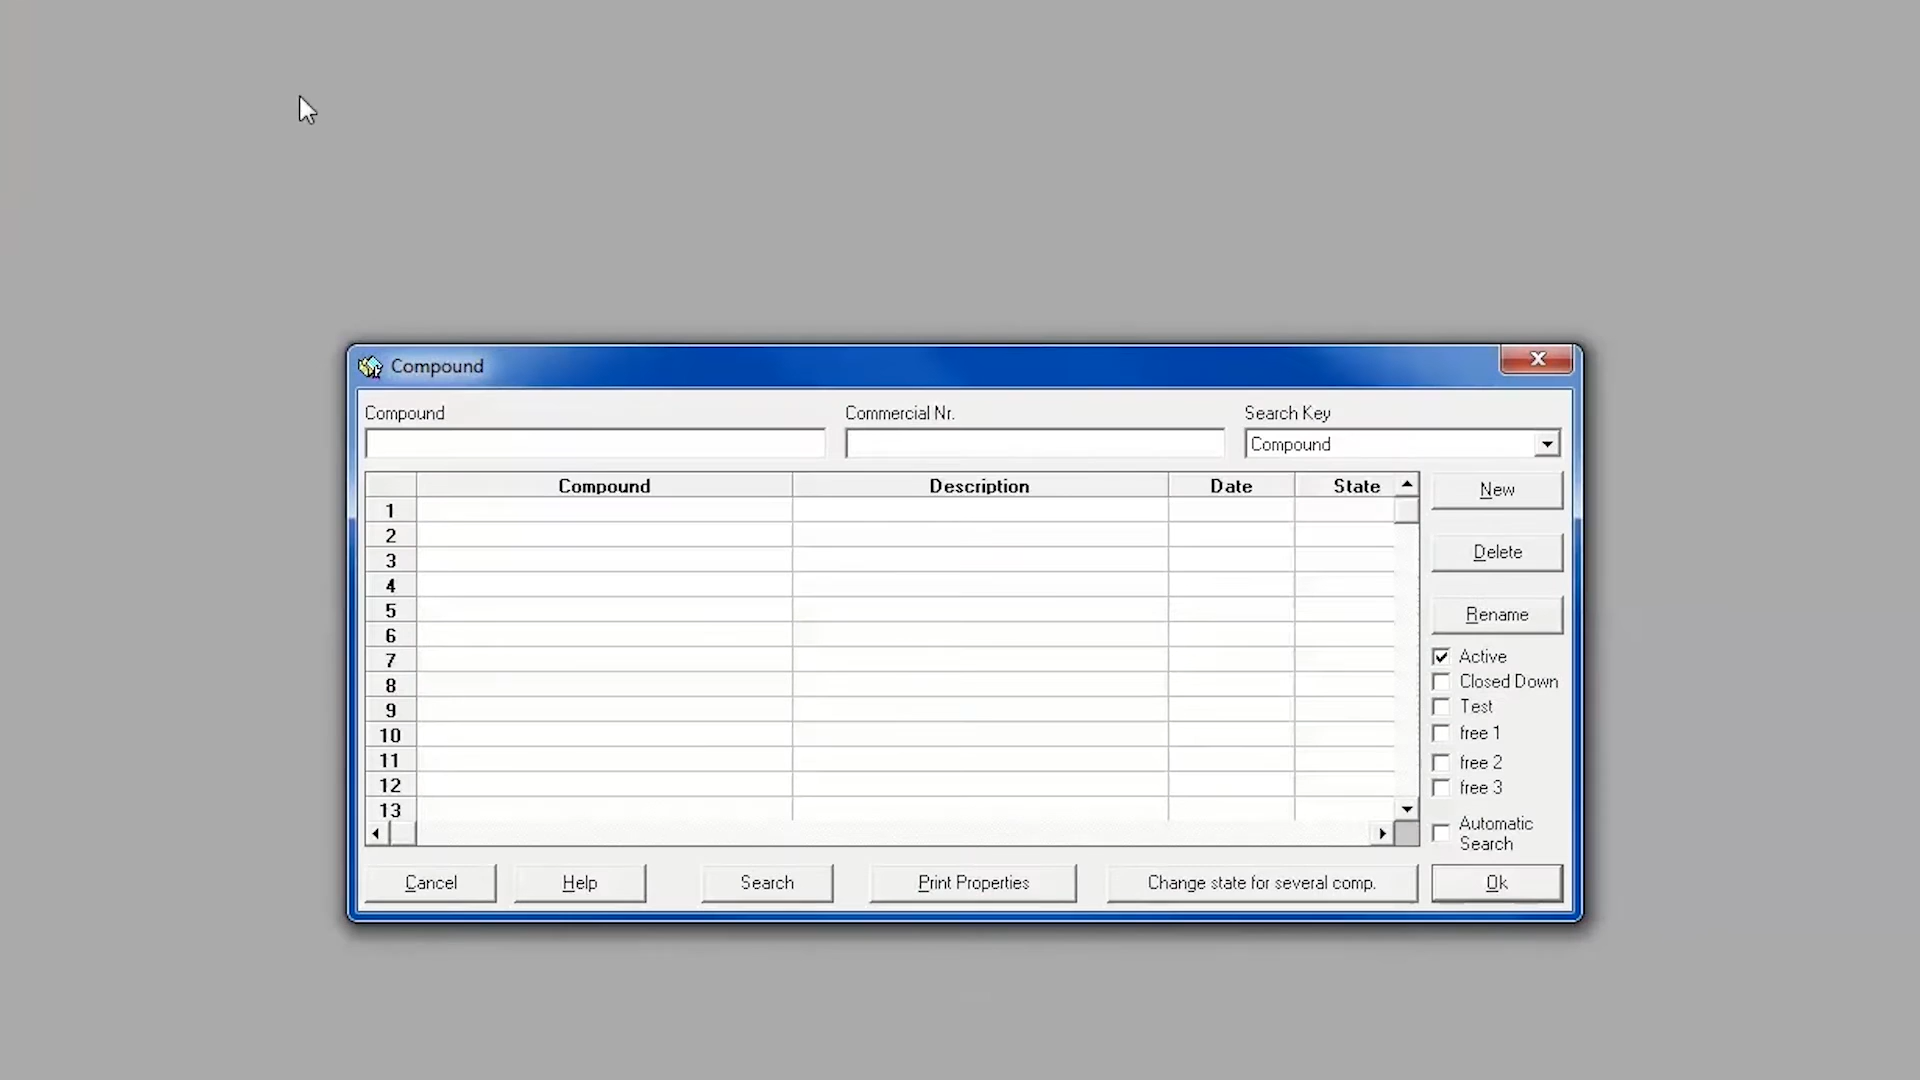 Compound
Compound Commercial Nr. Search Key
Compound
Compound Description Date State
New
1
2
Delete
3
4
5
Rename
6
7
Active
8
Closed Down
9
Test
10
free 1
11
free 2
12
free 3
13
Automatic
Search
Cancel Help Search Print Properties Change state for several comp. Ok